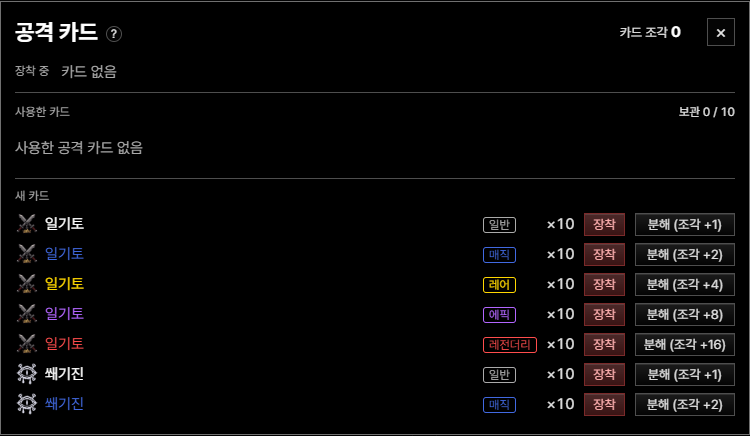 공격 카드 ? 카드 조각 0 ×
장착 중 카드 없음
사용한 카드 보관 0 / 10
사용한 공격 카드 없음
새 카드
일기토 일반 ×10 장착 분해 (조각 +1)
일기토 매직 ×10 장착 분해 (조각 +2)
일기토 레어 ×10 장착 분해 (조각 +4)
일기토 에픽 ×10 장착 분해 (조각 +8)
일기토 레전더리 ×10 장착 분해 (조각 +16)
쐐기진 일반 ×10 장착 분해 (조각 +1)
쐐기진 매직 ×10 장착 분해 (조각 +2)